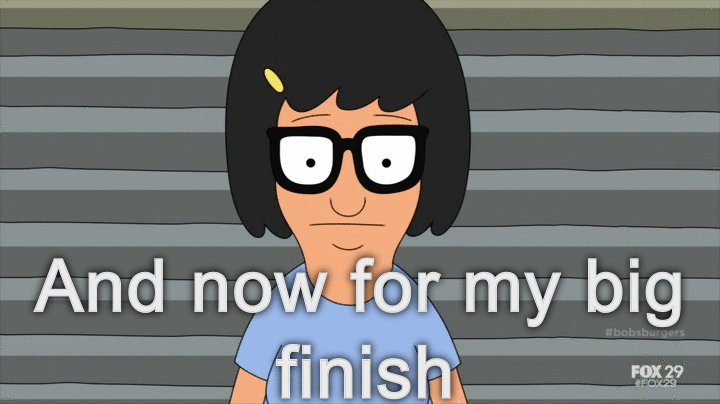 And now for my big
finish
#bobsburgers
FOX 29
#FOX29